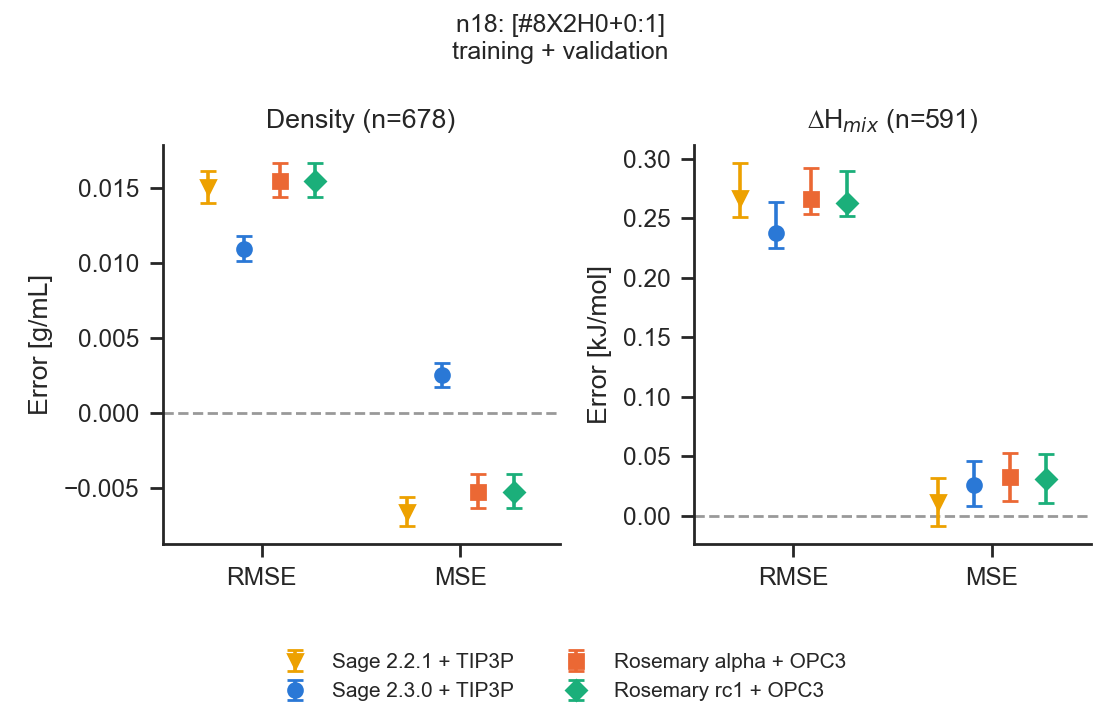 n18: [#8X2H0+0:1]
training + validation
Density (n=678)
0.015
0.010
0.005
0.000
−0.005
Error [g/mL]
RMSE
MSE
ΔHmix (n=591)
0.30
0.25
0.20
0.15
0.10
0.05
0.00
Error [kJ/mol]
RMSE
MSE
Sage 2.2.1 + TIP3P
Sage 2.3.0 + TIP3P
Rosemary alpha + OPC3
Rosemary rc1 + OPC3